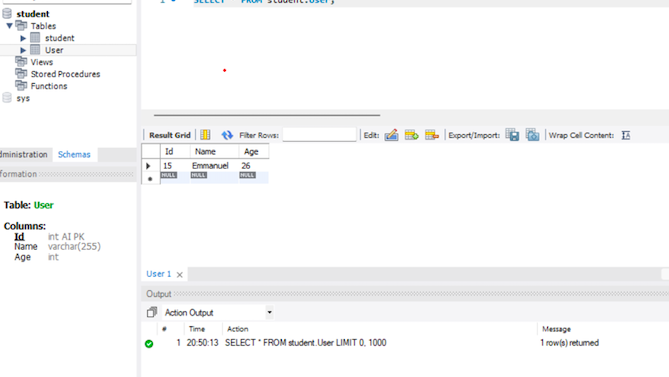 1 SELECT * FROM student.User;
student
Tables
student
User
Views
Stored Procedures
Functions
sys
Administration Schemas
Information
Table: User
Columns:
Id int AI PK
Name varchar(255)
Age int
Result Grid Filter Rows: Edit: Export/Import: Wrap Cell Content:
Id Name Age
15 Emmanuel 26
NULL NULL NULL
User 1
Output
Action Output
# Time Action Message
1 20:50:13 SELECT * FROM student.User LIMIT 0, 1000 1 row(s) returned